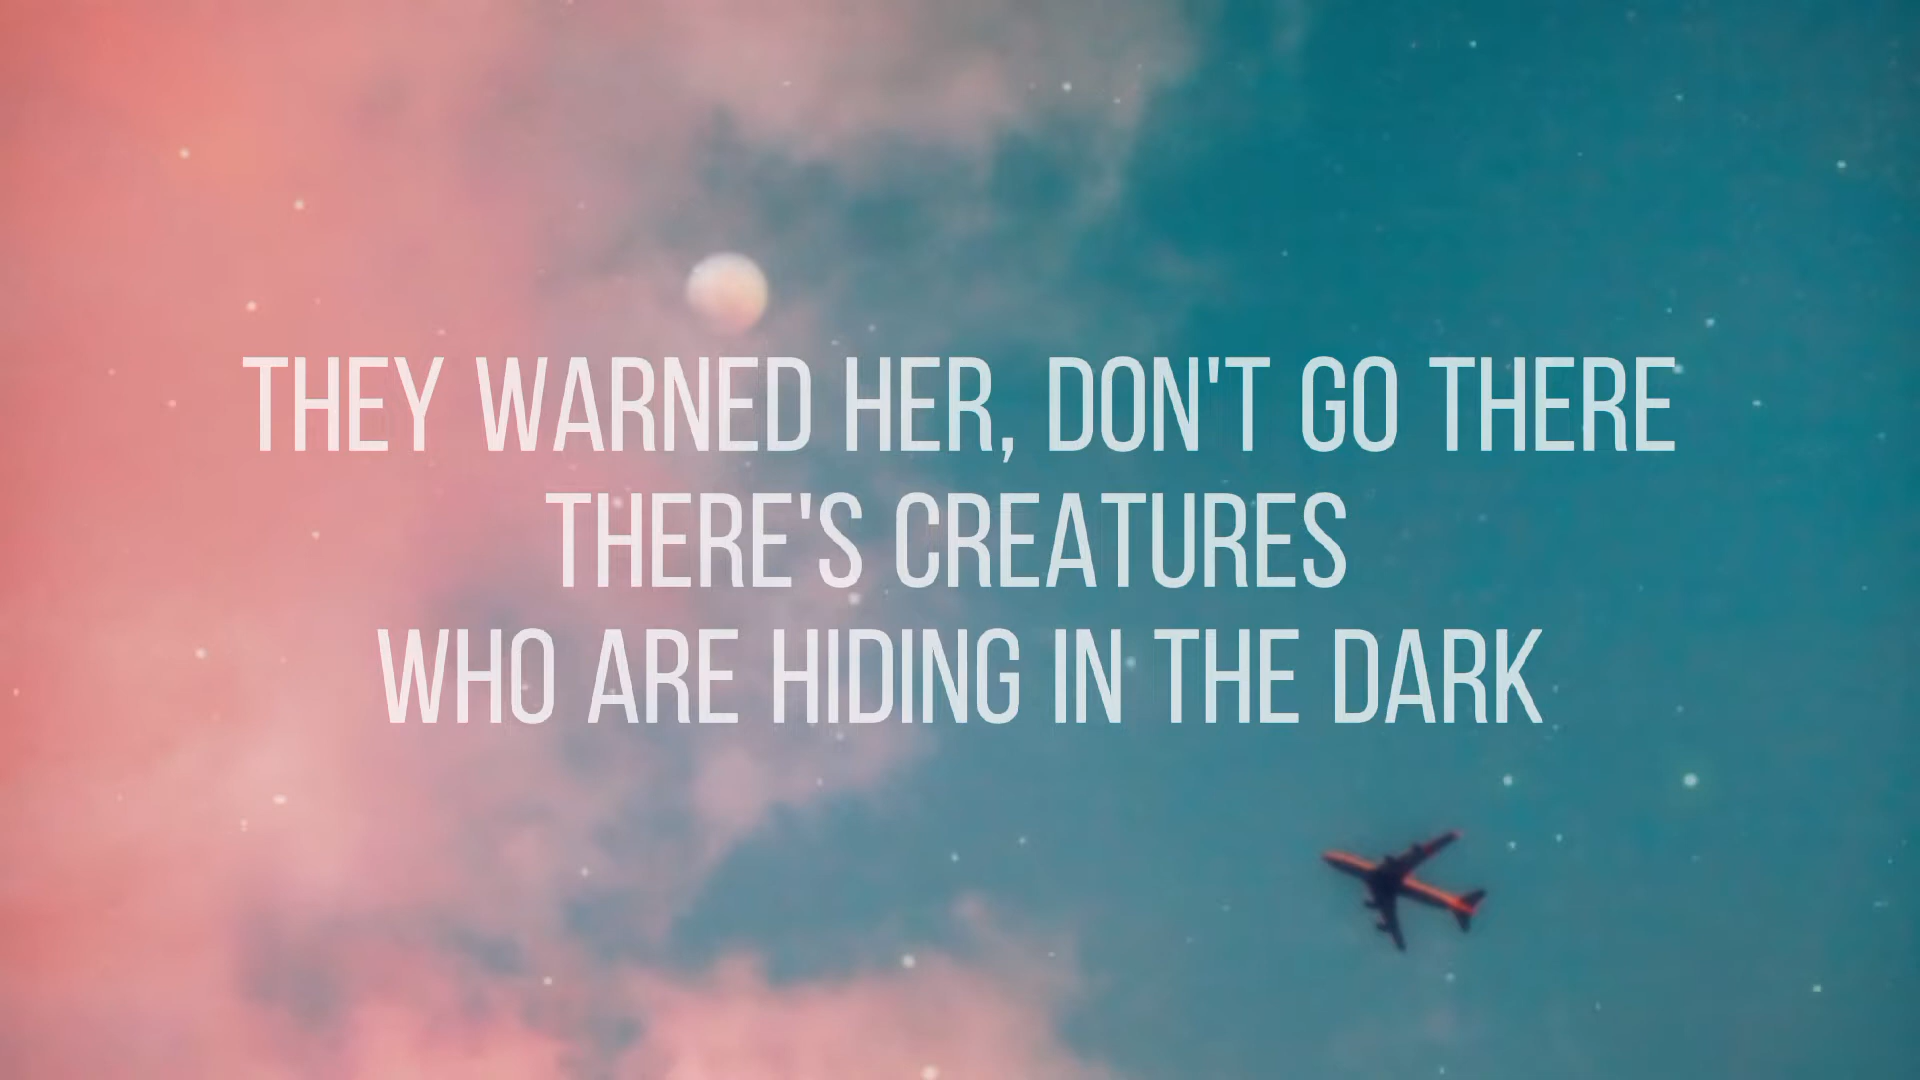 THEY WARNED HER, DON'T GO THERE
THERE'S CREATURES
WHO ARE HIDING IN THE DARK